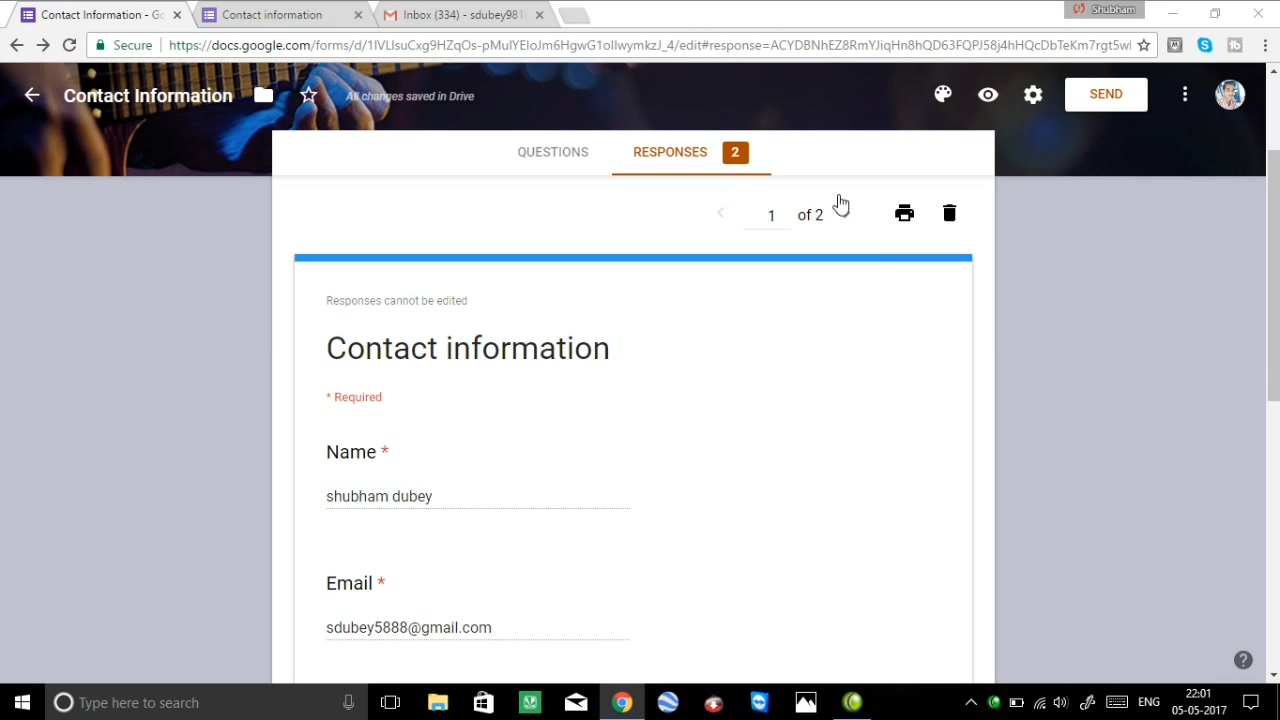 Contact Information - Go
Contact information
Inbox (334) - sdubey981
Shubham
Secure
https://docs.google.com/forms/d/1IVLlsuCxg9HZqOs-pMulYEloJm6HgwG1ollwymkzJ_4/edit#response=ACYDBNhEZ8RmYJiqHn8hQD63FQPJ58j4hHQcDbTeKm7rgt5wl
Contact Information
All changes saved in Drive
SEND
QUESTIONS
RESPONSES 2
1 of 2
Responses cannot be edited
Contact information
* Required
Name *
shubham dubey
Email *
sdubey5888@gmail.com
Type here to search
ENG
22:01
05-05-2017